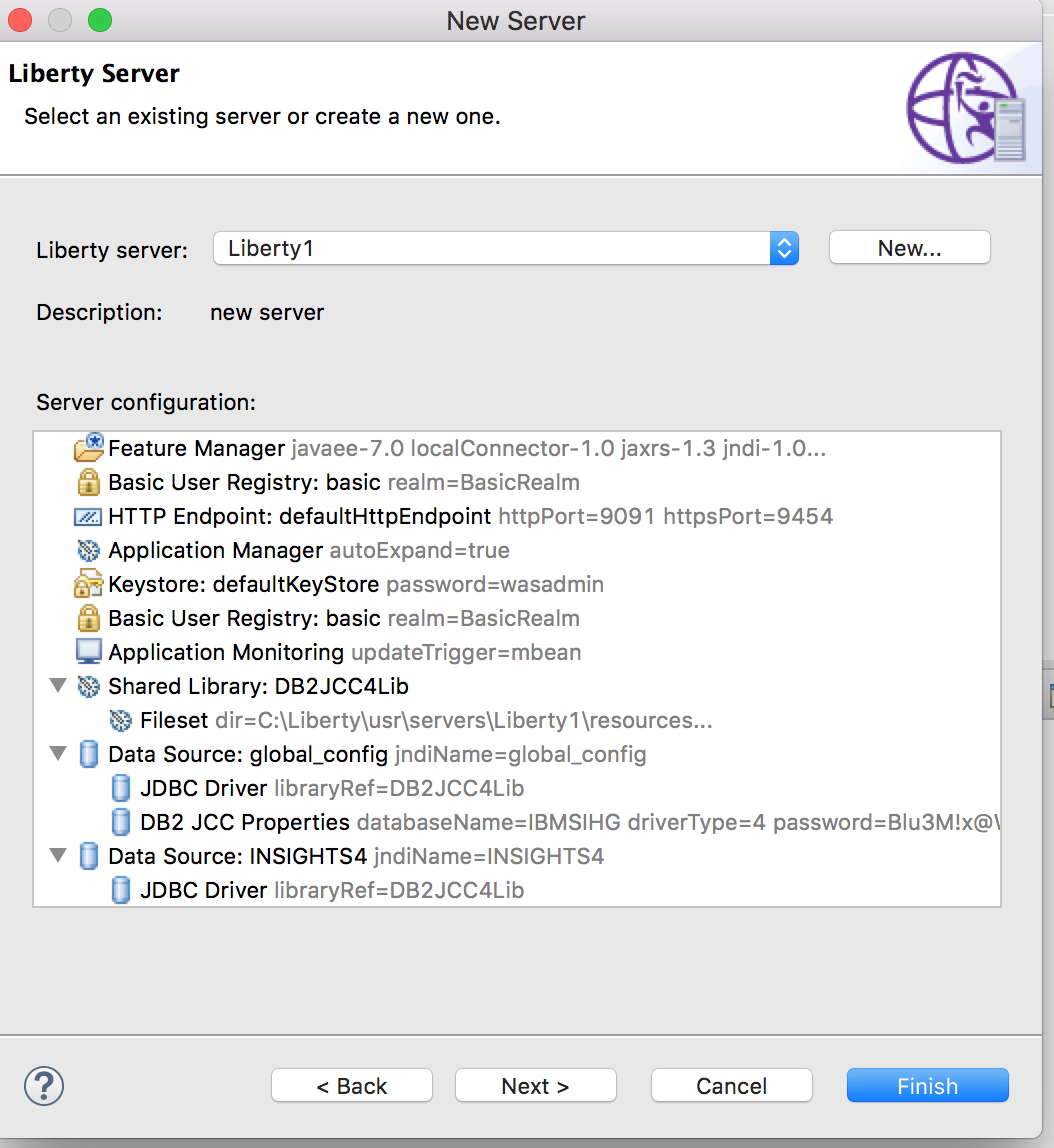 New Server
Liberty Server
Select an existing server or create a new one.
Liberty server: Liberty1 New...
Description: new server
Server configuration:
Feature Manager javaee-7.0 localConnector-1.0 jaxrs-1.3 jndi-1.0...
Basic User Registry: basic realm=BasicRealm
HTTP Endpoint: defaultHttpEndpoint httpPort=9091 httpsPort=9454
Application Manager autoExpand=true
Keystore: defaultKeyStore password=wasadmin
Basic User Registry: basic realm=BasicRealm
Application Monitoring updateTrigger=mbean
Shared Library: DB2JCC4Lib
Fileset dir=C:\Liberty\usr\servers\Liberty1\resources...
Data Source: global_config jndiName=global_config
JDBC Driver libraryRef=DB2JCC4Lib
DB2 JCC Properties databaseName=IBMSIHG driverType=4 password=Blu3M!x@
Data Source: INSIGHTS4 jndiName=INSIGHTS4
JDBC Driver libraryRef=DB2JCC4Lib
? < Back Next > Cancel Finish